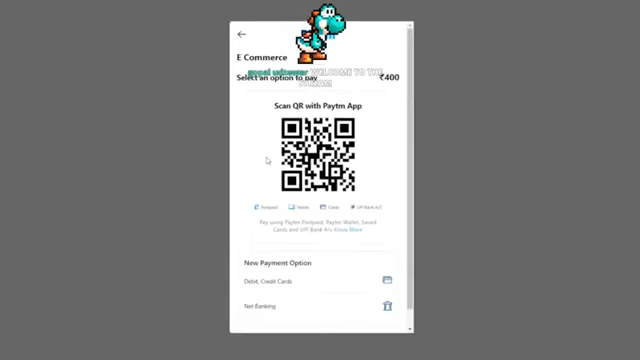 E Commerce
WELCOME TO THE
Select an option to pay ₹400
Scan QR with Paytm App
Postpaid Wallet Cards UPI Bank A/c
Pay using Paytm Postpaid, Paytm Wallet, Saved
Cards and UPI Bank A/c Know More
New Payment Option
Debit, Credit Cards
Net Banking